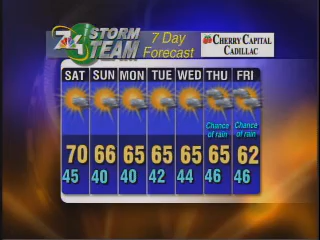 7&4 STORM TEAM
7 Day Forecast
CHERRY CAPITAL CADILLAC
SAT SUN MON TUE WED THU FRI
Chance of rain Chance of rain
70 66 65 65 65 65 62
45 40 40 42 44 46 46